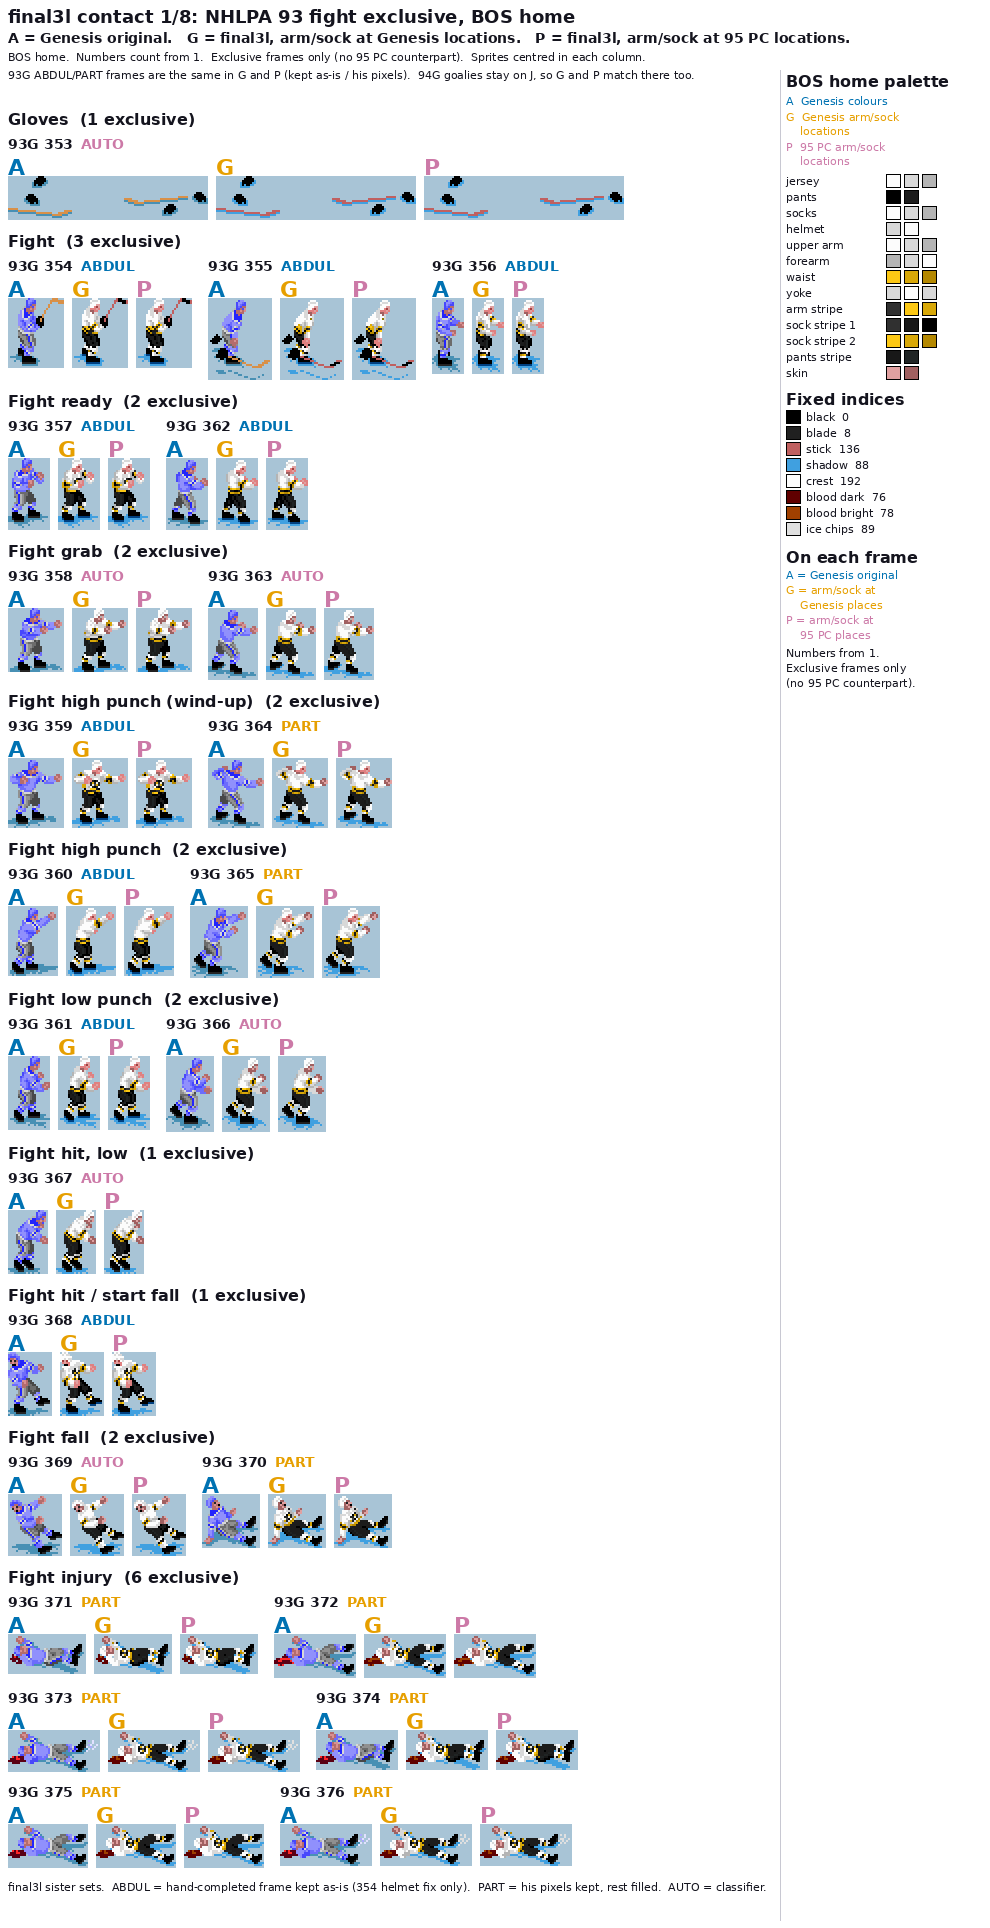 final3l contact 1/8: NHLPA 93 fight exclusive, BOS home
A = Genesis original.   G = final3l, arm/sock at Genesis locations.   P = final3l, arm/sock at 95 PC locations.
BOS home.  Numbers count from 1.  Exclusive frames only (no 95 PC counterpart).  Sprites centred in each column.
93G ABDUL/PART frames are the same in G and P (kept as-is / his pixels).  94G goalies stay on J, so G and P match there too.
Gloves  (1 exclusive)
93G 353  AUTO
A G P
Fight  (3 exclusive)
93G 354  ABDUL  93G 355  ABDUL  93G 356  ABDUL
A G P A G P A G P
Fight ready  (2 exclusive)
93G 357  ABDUL  93G 362  ABDUL
A G P A G P
Fight grab  (2 exclusive)
93G 358  AUTO  93G 363  AUTO
A G P A G P
Fight high punch (wind-up)  (2 exclusive)
93G 359  ABDUL  93G 364  PART
A G P A G P
Fight high punch  (2 exclusive)
93G 360  ABDUL  93G 365  PART
A G P A G P
Fight low punch  (2 exclusive)
93G 361  ABDUL  93G 366  AUTO
A G P A G P
Fight hit, low  (1 exclusive)
93G 367  AUTO
A G P
Fight hit / start fall  (1 exclusive)
93G 368  ABDUL
A G P
Fight fall  (2 exclusive)
93G 369  AUTO  93G 370  PART
A G P A G P
Fight injury  (6 exclusive)
93G 371  PART  93G 372  PART
A G P A G P
93G 373  PART  93G 374  PART
A G P A G P
93G 375  PART  93G 376  PART
A G P A G P
final3l sister sets.  ABDUL = hand-completed frame kept as-is (354 helmet fix only).  PART = his pixels kept, rest filled.  AUTO = classifier.
BOS home palette
A  Genesis colours
G  Genesis arm/sock
locations
P  95 PC arm/sock
locations
jersey
pants
socks
helmet
upper arm
forearm
waist
yoke
arm stripe
sock stripe 1
sock stripe 2
pants stripe
skin
Fixed indices
black  0
blade  8
stick  136
shadow  88
crest  192
blood dark  76
blood bright  78
ice chips  89
On each frame
A = Genesis original
G = arm/sock at
Genesis places
P = arm/sock at
95 PC places
Numbers from 1.
Exclusive frames only
(no 95 PC counterpart).